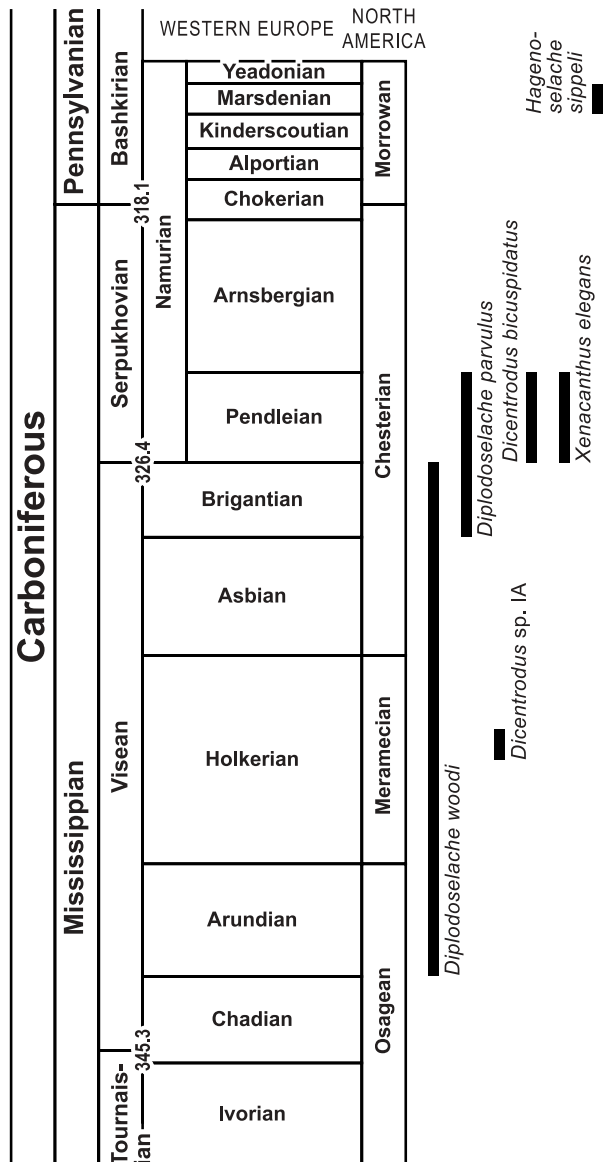 WESTERN EUROPE
NORTH
AMERICA
Carboniferous
Pennsylvanian
Mississippian
Bashkirian
Serpukhovian
Visean
Tournais-
ian
318.1
326.4
345.3
Namurian
Yeadonian
Marsdenian
Kinderscoutian
Alportian
Chokerian
Arnsbergian
Pendleian
Brigantian
Asbian
Holkerian
Arundian
Chadian
Ivorian
Morrowan
Chesterian
Meramecian
Osagean
Diplodoselache woodi
Diplodoselache parvulus
Dicentrodus sp. IA
Dicentrodus bicuspidatus
Hageno-
selache
sippeli
Xenacanthus elegans